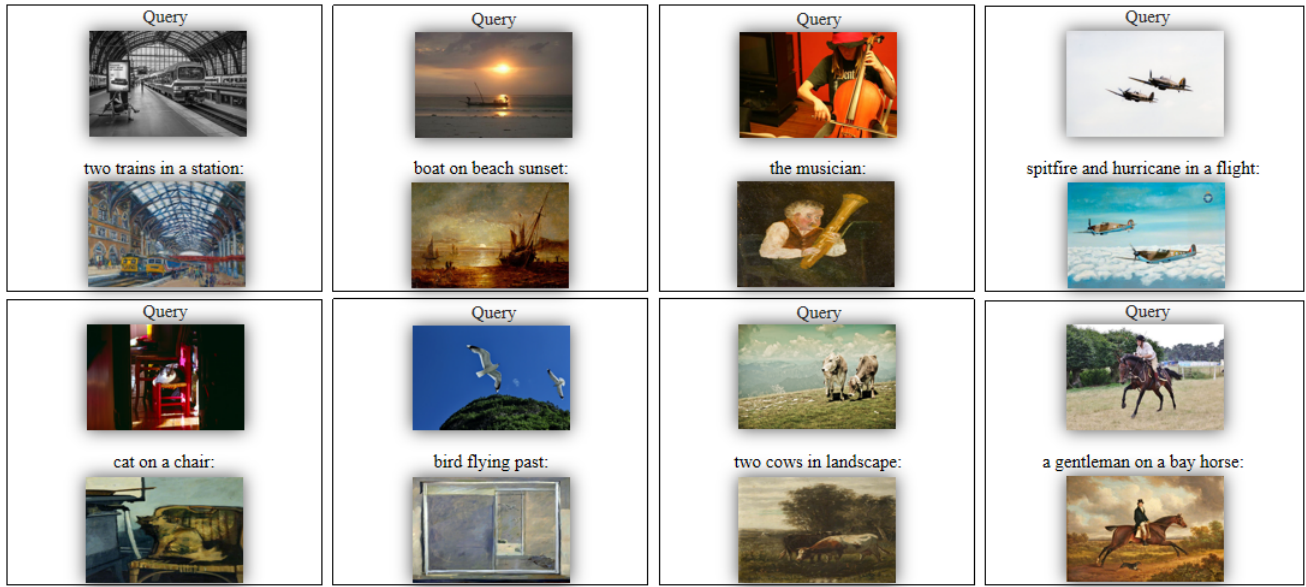 Query
two trains in a station:
Query
boat on beach sunset:
Query
the musician:
Query
spitfire and hurricane in a flight:
Query
cat on a chair:
Query
bird flying past:
Query
two cows in landscape:
Query
a gentleman on a bay horse: